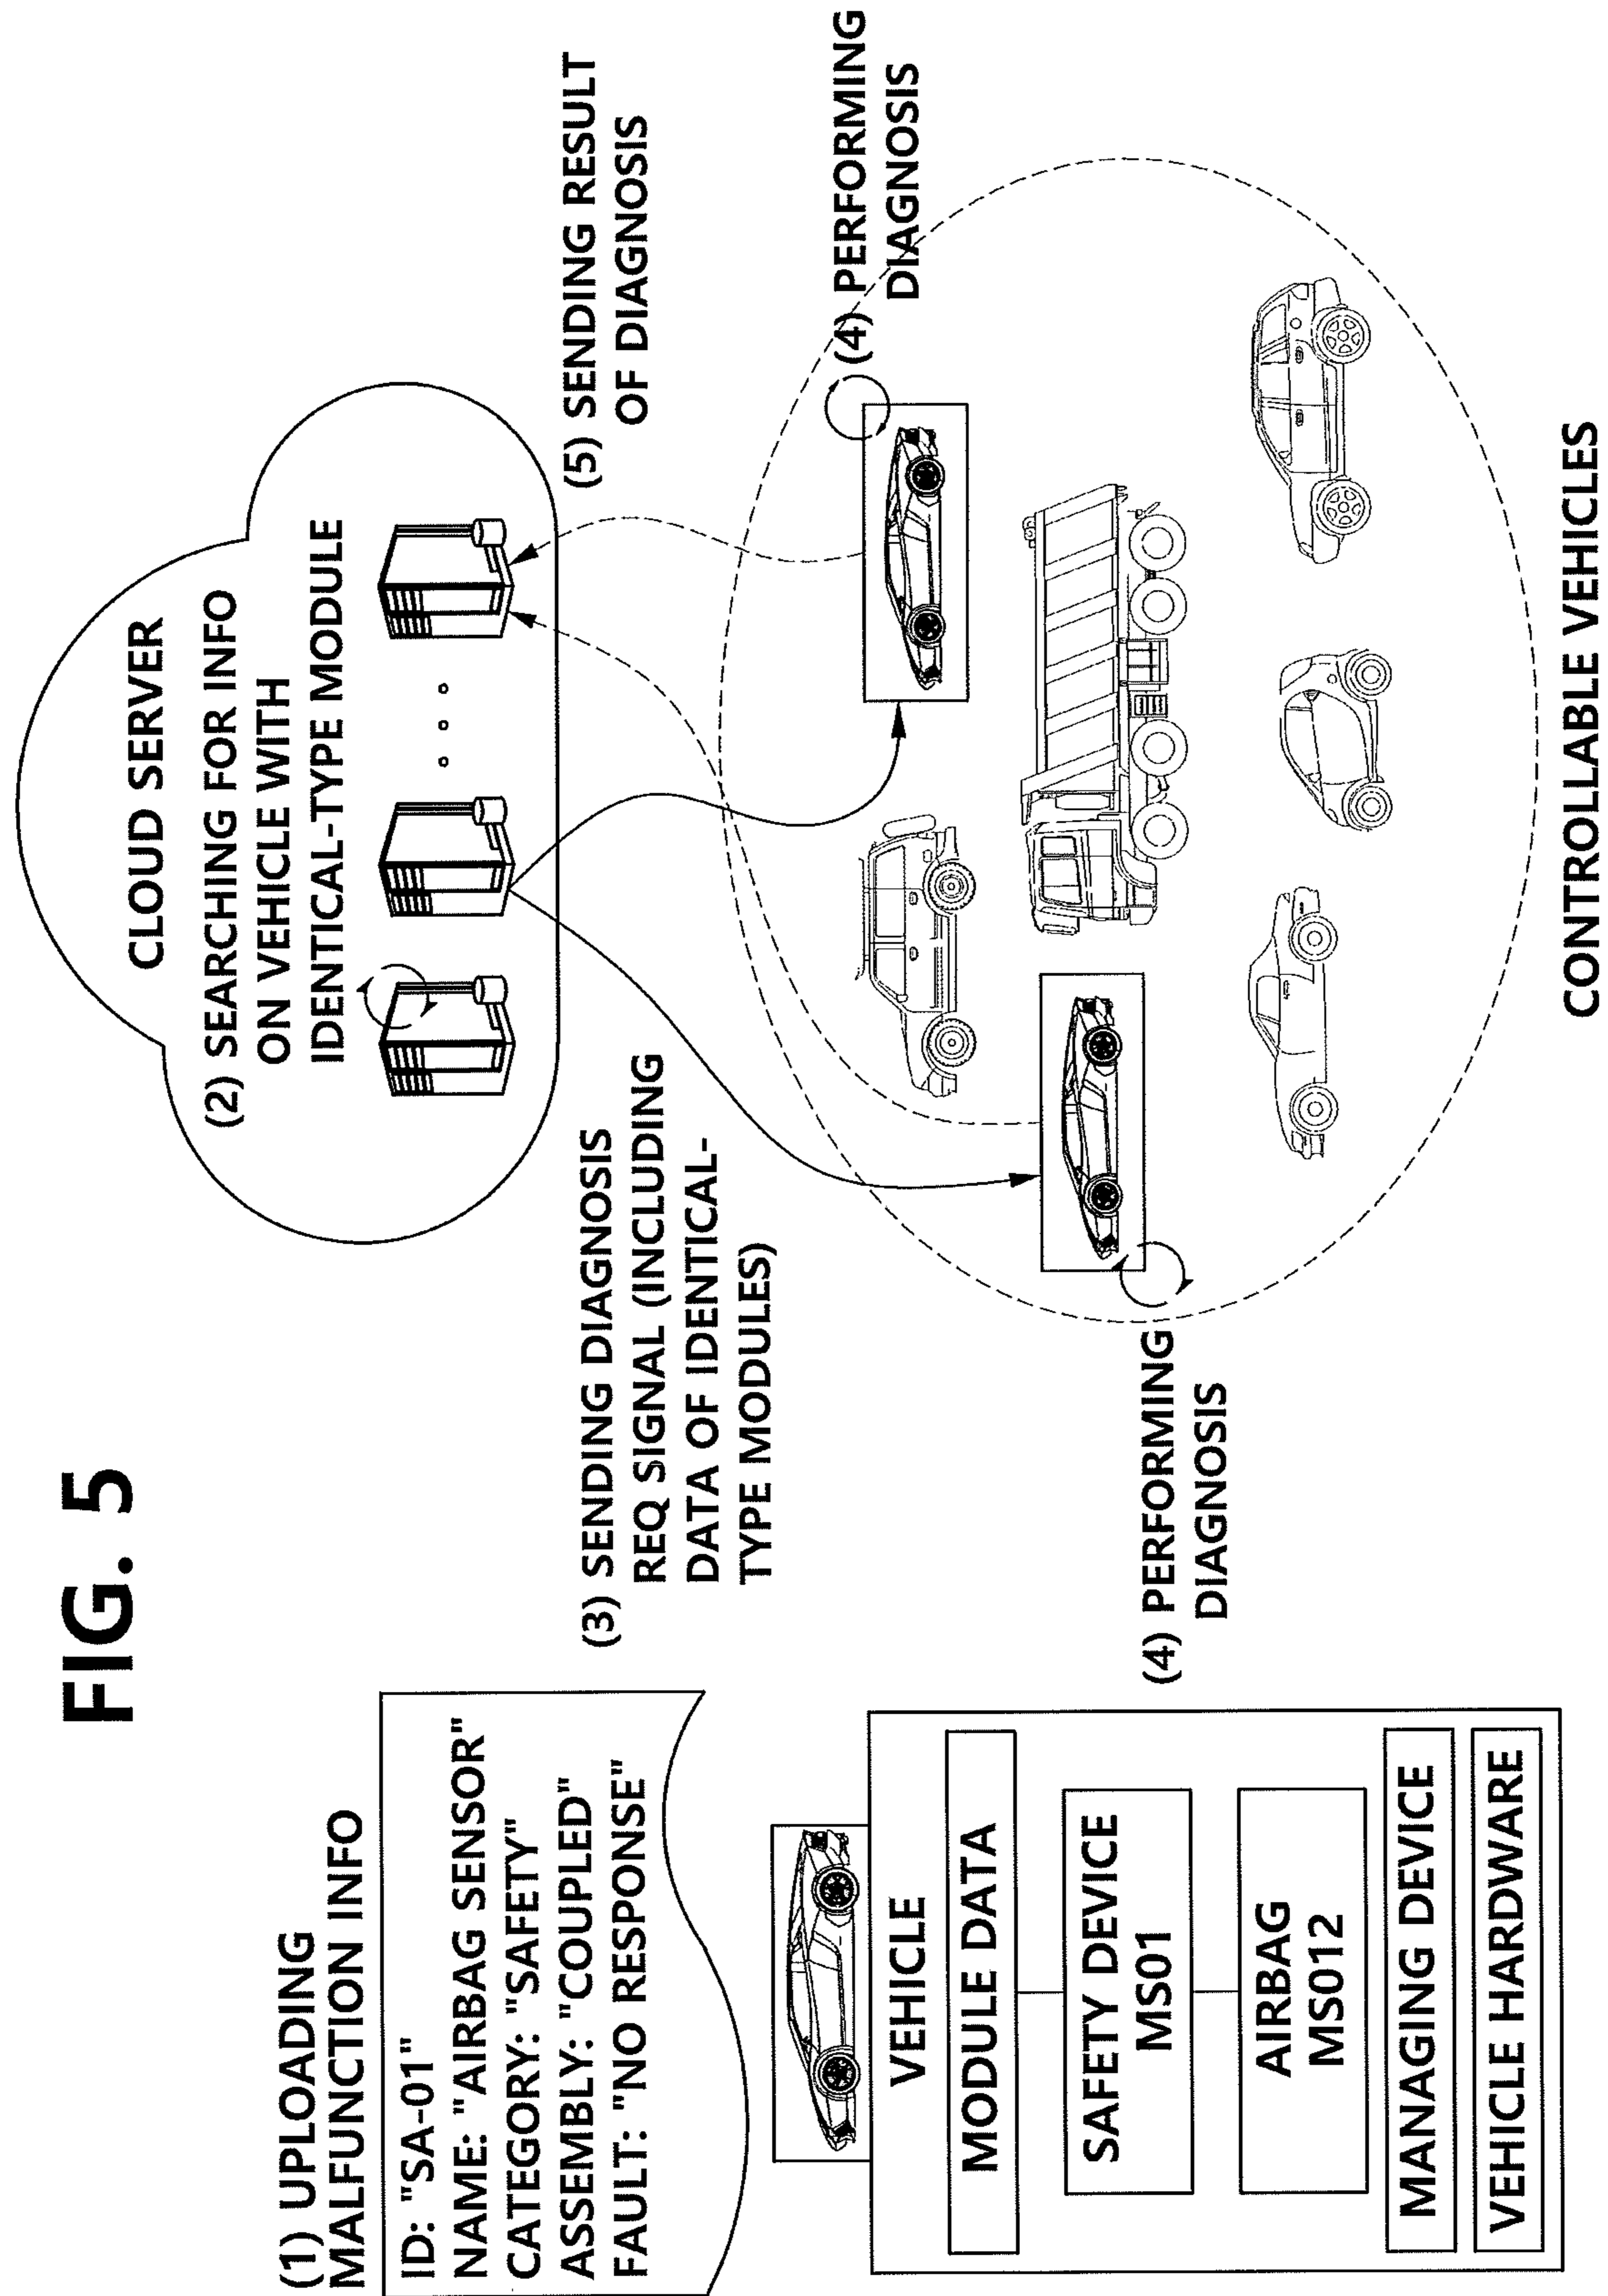 FIG. 5
(1) UPLOADING
MALFUNCTION INFO
ID: "SA-01"
NAME: "AIRBAG SENSOR"
CATEGORY: "SAFETY"
ASSEMBLY: "COUPLED"
FAULT: "NO RESPONSE"
VEHICLE
MODULE DATA
SAFETY DEVICE
MS01
AIRBAG
MS012
MANAGING DEVICE
VEHICLE HARDWARE
CLOUD SERVER
(2) SEARCHING FOR INFO
ON VEHICLE WITH
IDENTICAL-TYPE MODULE
(3) SENDING DIAGNOSIS
REQ SIGNAL (INCLUDING
DATA OF IDENTICAL-
TYPE MODULES)
(4) PERFORMING
DIAGNOSIS
(5) SENDING RESULT
OF DIAGNOSIS
(4) PERFORMING
DIAGNOSIS
CONTROLLABLE VEHICLES